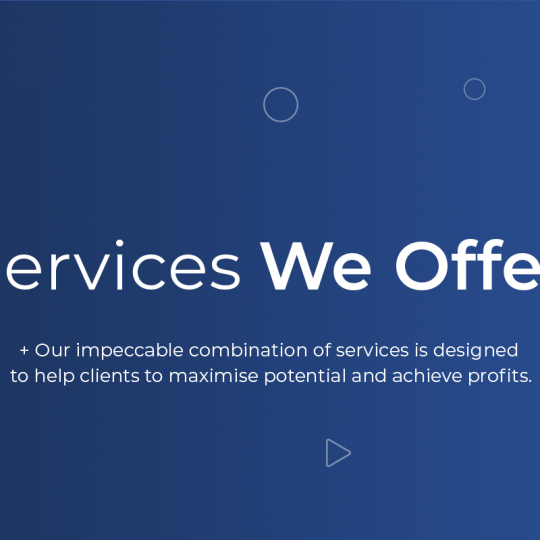 ervices We Offe
+ Our impeccable combination of services is designed
to help clients to maximise potential and achieve profits.